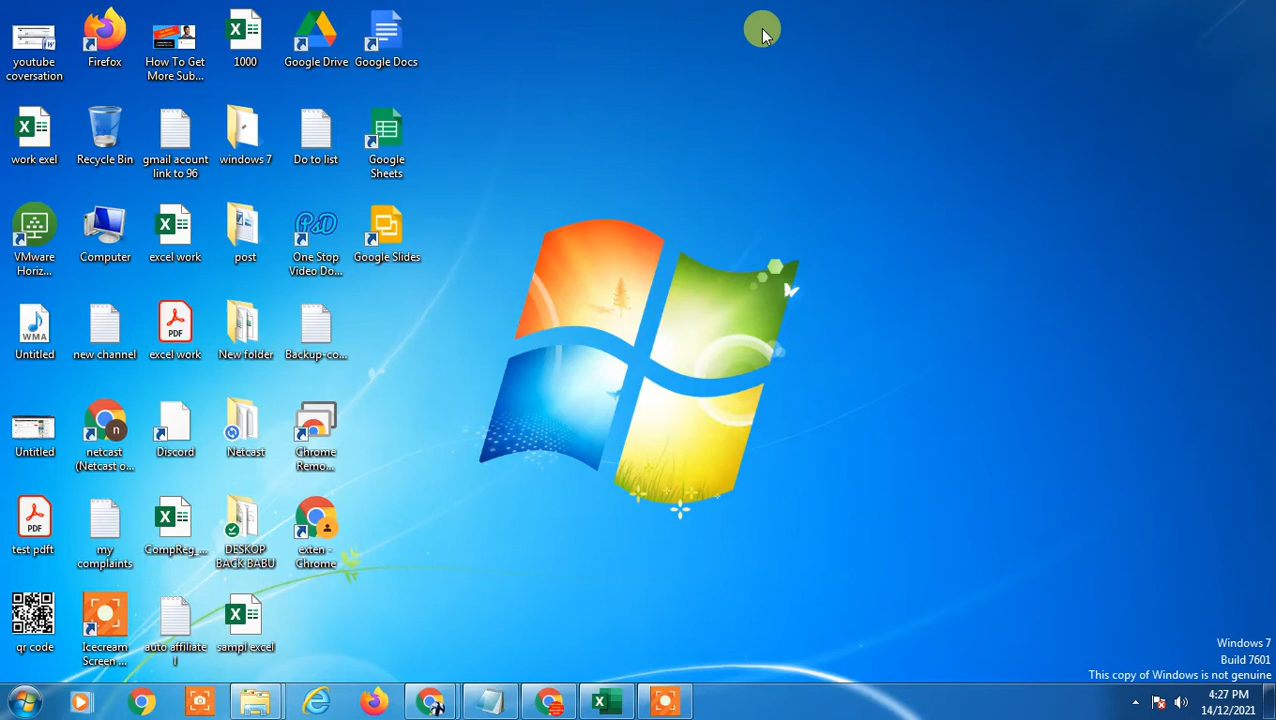 youtube
coversation
Firefox
How To Get
More Sub...
1000
Google Drive
Google Docs
work exel
Recycle Bin
gmail acount
link to 96
windows 7
Do to list
Google
Sheets
VMware
Horiz...
Computer
excel work
post
One Stop
Video Do...
Google Slides
WMA
Untitled
new channel
PDF
excel work
New folder
Backup-co...
Untitled
n
netcast
(Netcast o...
Discord
Netcast
Chrome
Remo...
PDF
test pdft
my
complaints
CompReg_...
DESKOP
BACK BABU
exten -
Chrome
qr code
Icecream
Screen ...
auto affiliate
l
sampl excel
Windows 7
Build 7601
This copy of Windows is not genuine
4:27 PM
14/12/2021